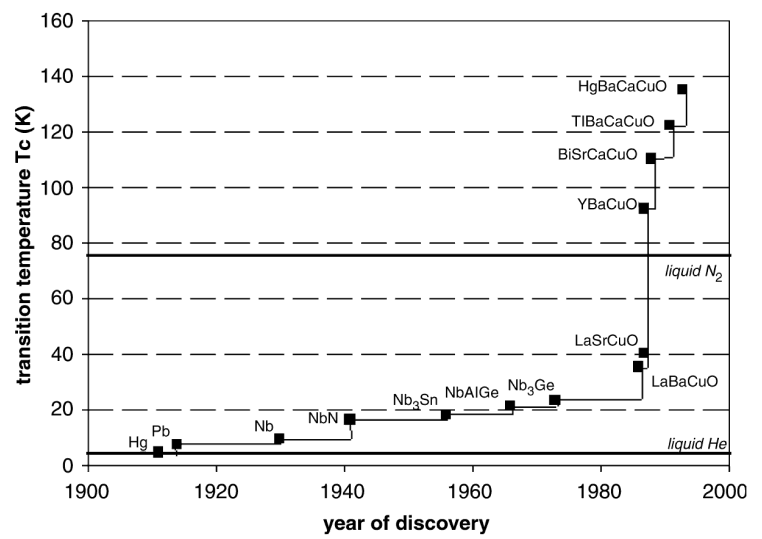 160
140
HgBaCaCuO
120
TlBaCaCuO
BiSrCaCuO
100
YBaCuO
80
liquid N2
60
LaSrCuO
40
LaBaCuO
Nb3Sn
NbAlGe
Nb3Ge
20
NbN
Nb
Pb
Hg
liquid He
0
1900
1920
1940
1960
1980
2000
transition temperature Tc (K)
year of discovery